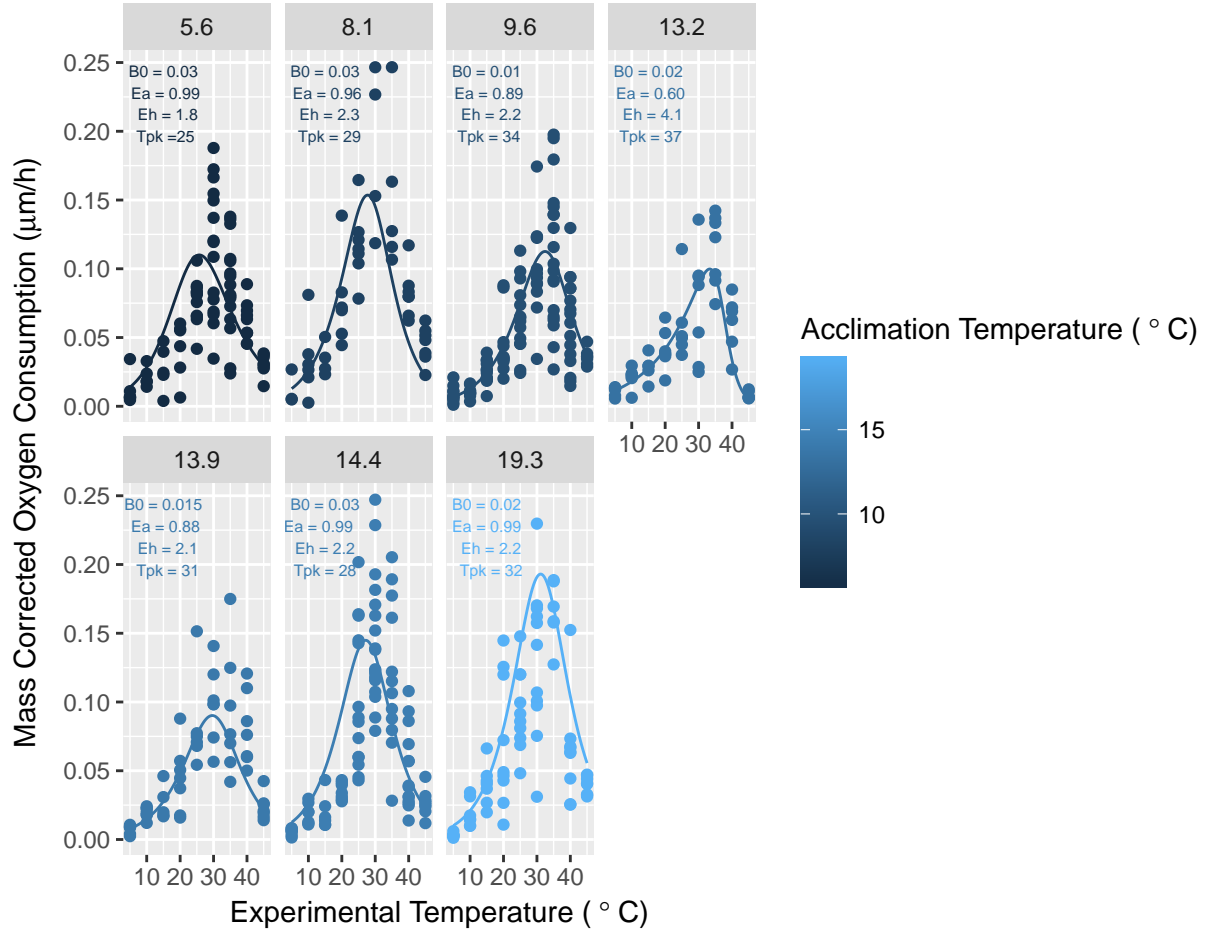 5.6
8.1
9.6
13.2
B0 = 0.03
Ea = 0.99
Eh = 1.8
Tpk =25
B0 = 0.03
Ea = 0.96
Eh = 2.3
Tpk = 29
B0 = 0.01
Ea = 0.89
Eh = 2.2
Tpk = 34
B0 = 0.02
Ea = 0.60
Eh = 4.1
Tpk = 37
0.25
0.20
0.15
0.10
0.05
0.00
10 20 30 40
13.9
14.4
19.3
B0 = 0.015
Ea = 0.88
Eh = 2.1
Tpk = 31
B0 = 0.03
Ea = 0.99
Eh = 2.2
Tpk = 28
B0 = 0.02
Ea = 0.99
Eh = 2.2
Tpk = 32
0.25
0.20
0.15
0.10
0.05
0.00
10 20 30 40
10 20 30 40
10 20 30 40
Experimental Temperature ( ° C)
Mass Corrected Oxygen Consumption (μm/h)
Acclimation Temperature ( ° C)
15
10